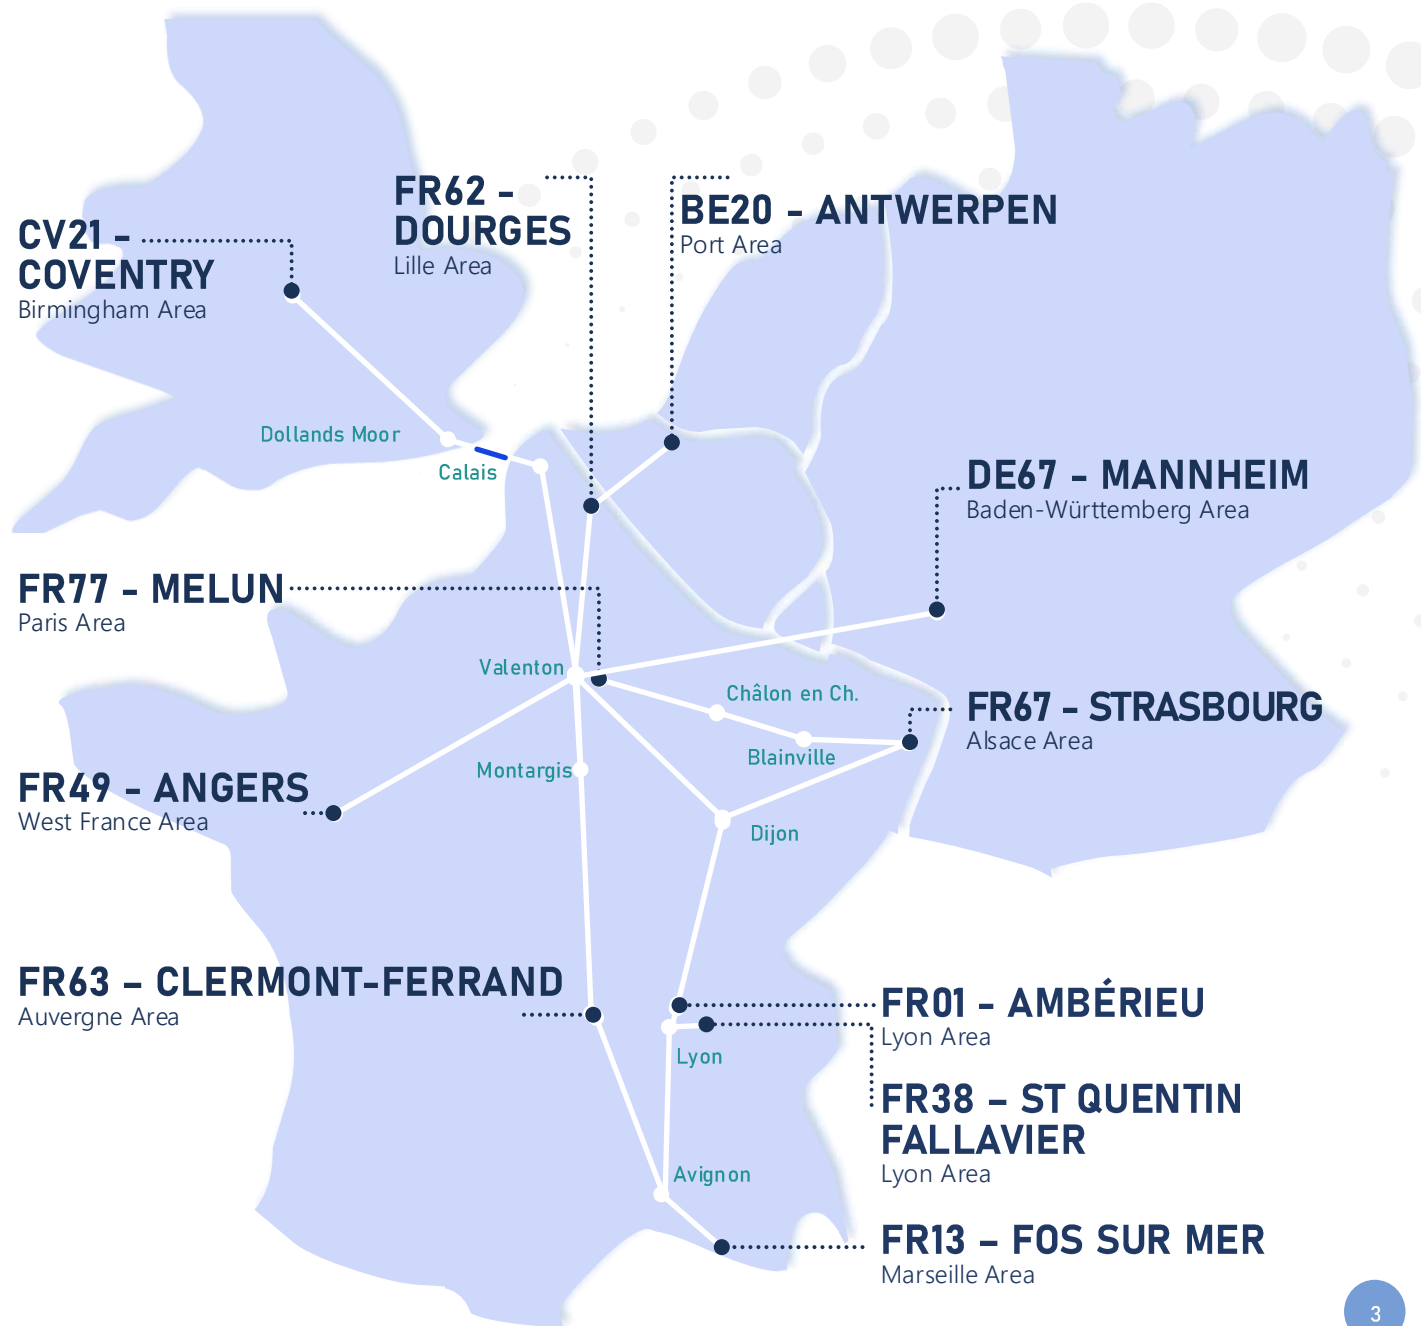 FR62 -
DOURGES
Lille Area
BE20 - ANTWERPEN
Port Area
CV21 -
COVENTRY
Birmingham Area
Dollands Moor
Calais
DE67 - MANNHEIM
Baden-Württemberg Area
FR77 - MELUN
Paris Area
Valenton
Châlon en Ch.
FR67 - STRASBOURG
Alsace Area
Blainville
Montargis
FR49 - ANGERS
West France Area
Dijon
FR63 – CLERMONT-FERRAND
Auvergne Area
FR01 - AMBÉRIEU
Lyon Area
Lyon
FR38 – ST QUENTIN
FALLAVIER
Lyon Area
Avignon
FR13 – FOS SUR MER
Marseille Area
3